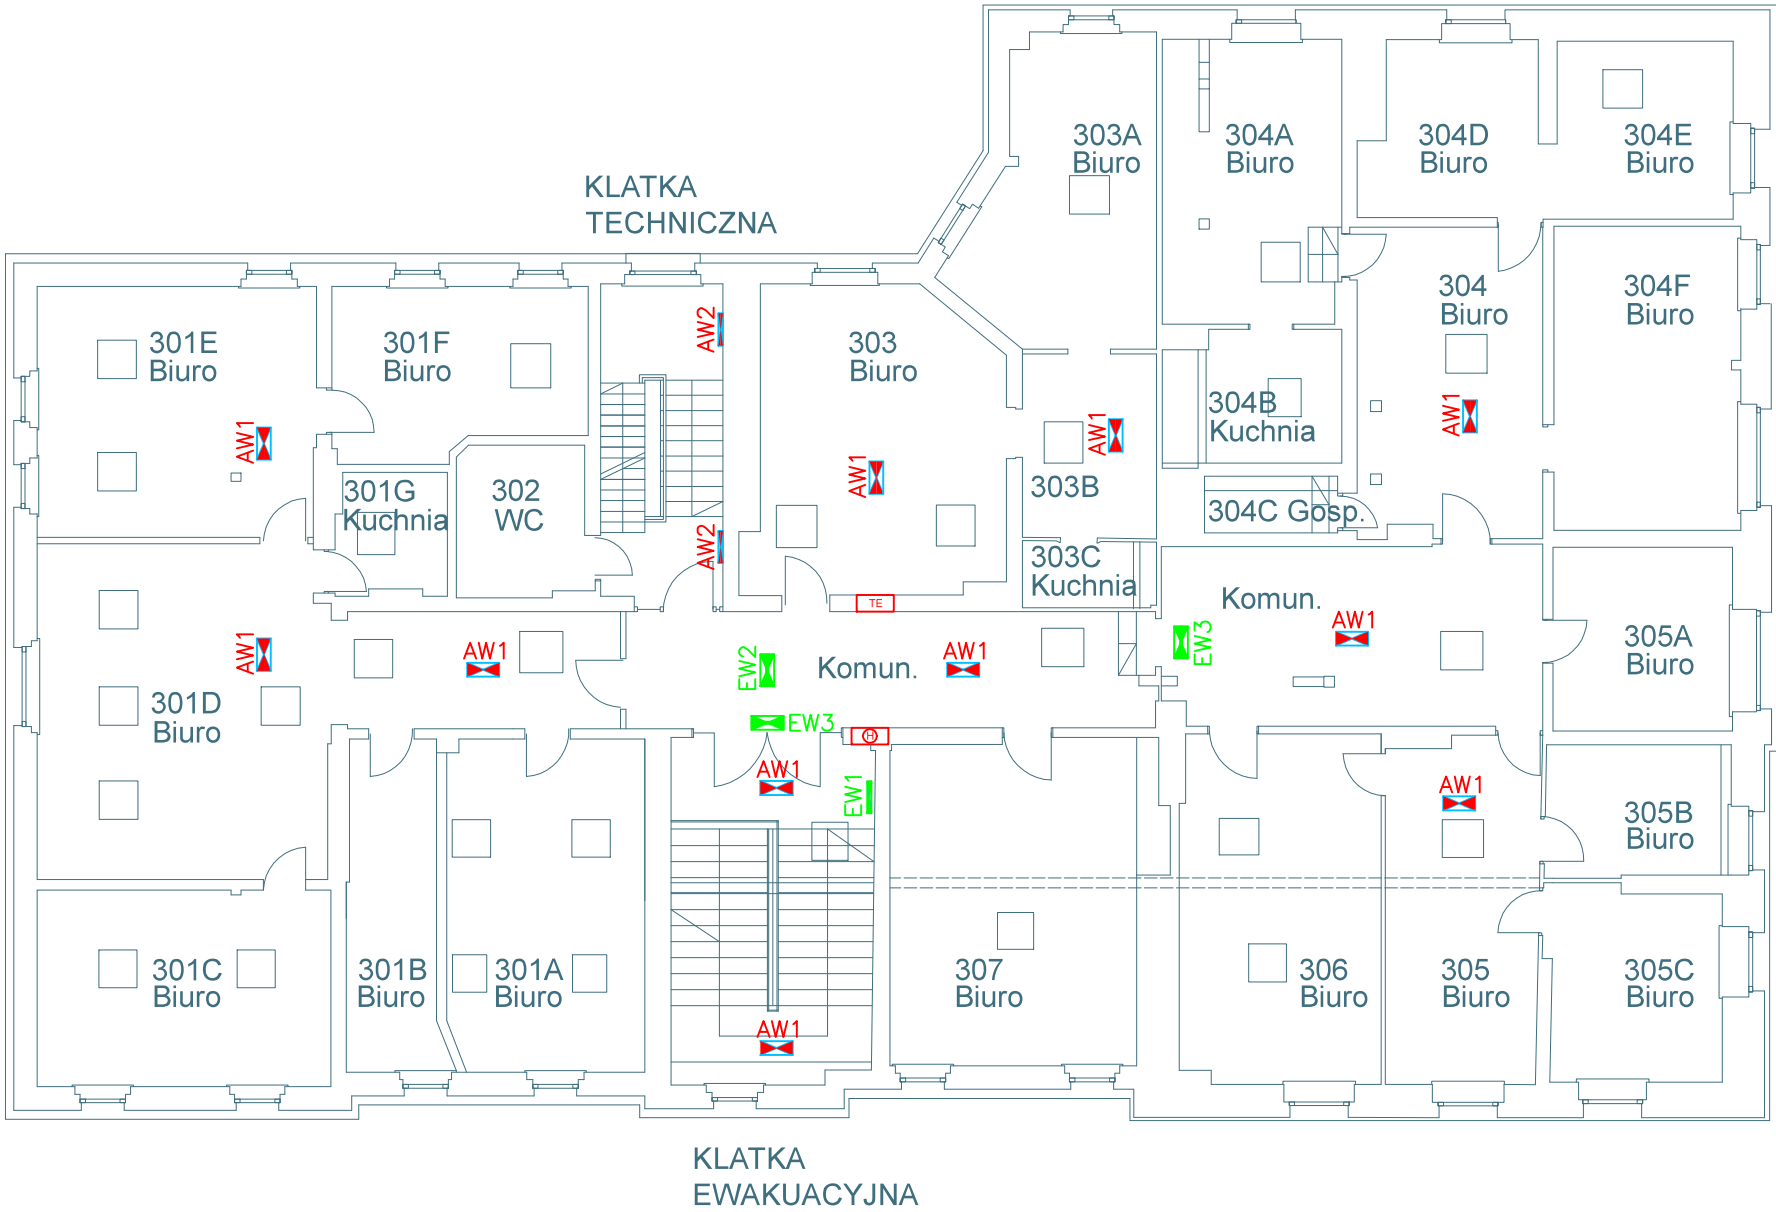 303A
Biuro
304A
Biuro
304D
Biuro
304E
Biuro
KLATKA
TECHNICZNA
304
Biuro
304F
Biuro
301E
Biuro
301F
Biuro
AW2
303
Biuro
304B
Kuchnia
AW1
AW1
AW1
AW1
301G
Kuchnia
302
WC
303B
304C Gosp.
AW2
303C
Kuchnia
TE
Komun.
AW1
AW1
EW2
Komun.
AW1
EW3
AW1
305A
Biuro
301D
Biuro
EW3
H
AW1
EW1
AW1
305B
Biuro
301C
Biuro
301B
Biuro
301A
Biuro
307
Biuro
306
Biuro
305
Biuro
305C
Biuro
AW1
KLATKA
EWAKUACYJNA